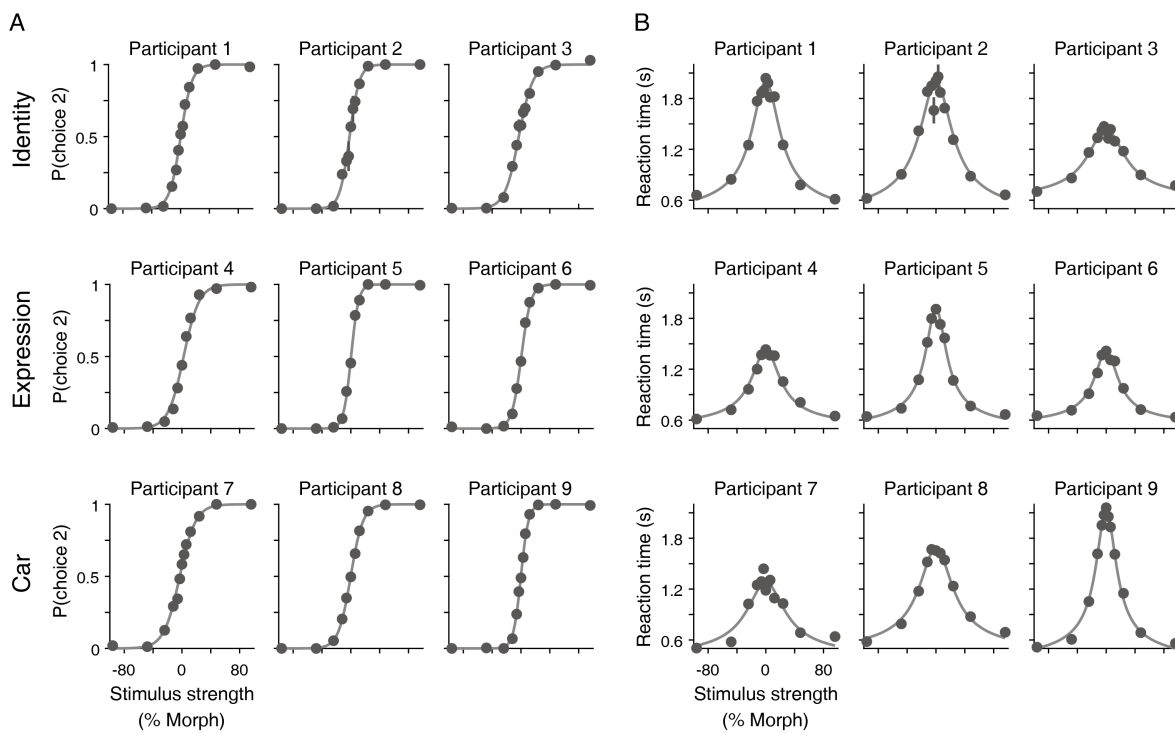 A
B
Identity
P(choice 2)
Participant 1
Participant 2
Participant 3
1
0.5
0
Reaction time (s)
Participant 1
Participant 2
Participant 3
1.8
1.2
0.6
Expression
P(choice 2)
Participant 4
Participant 5
Participant 6
1
0.5
0
Reaction time (s)
Participant 4
Participant 5
Participant 6
1.8
1.2
0.6
Car
P(choice 2)
Participant 7
Participant 8
Participant 9
1
0.5
0
-80 0 80
Stimulus strength
(% Morph)
Reaction time (s)
Participant 7
Participant 8
Participant 9
1.8
1.2
0.6
-80 0 80
Stimulus strength
(% Morph)